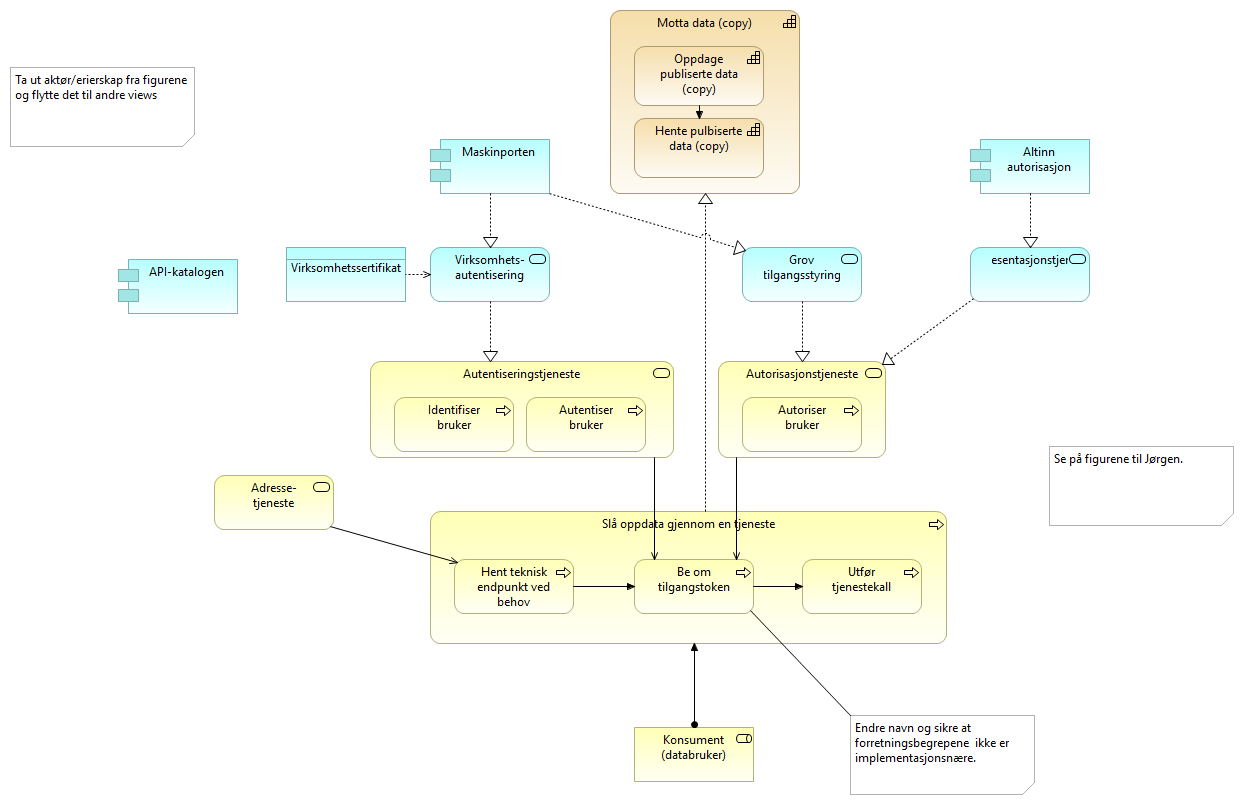 Motta data (copy)
Oppdage
publiserte data
(copy)
Hente pulbiserte
data (copy)
Ta ut aktør/erierskap fra figurene
og flytte det til andre views
Maskinporten
Altinn
autorisasjon
API-katalogen
Virksomhetssertifikat
Virksomhets-
autentisering
Grov
tilgangsstyring
esentasjonstjer
Autentiseringstjeneste
Identifiser
bruker
Autentiser
bruker
Autorisasjonstjeneste
Autoriser
bruker
Se på figurene til Jørgen.
Adresse-
tjeneste
Slå oppdata gjennom en tjeneste
Hent teknisk
endpunkt ved
behov
Be om
tilgangstoken
Utfør
tjenestekall
Konsument
(databruker)
Endre navn og sikre at
forretningsbegrepene ikke er
implementasjonsnære.